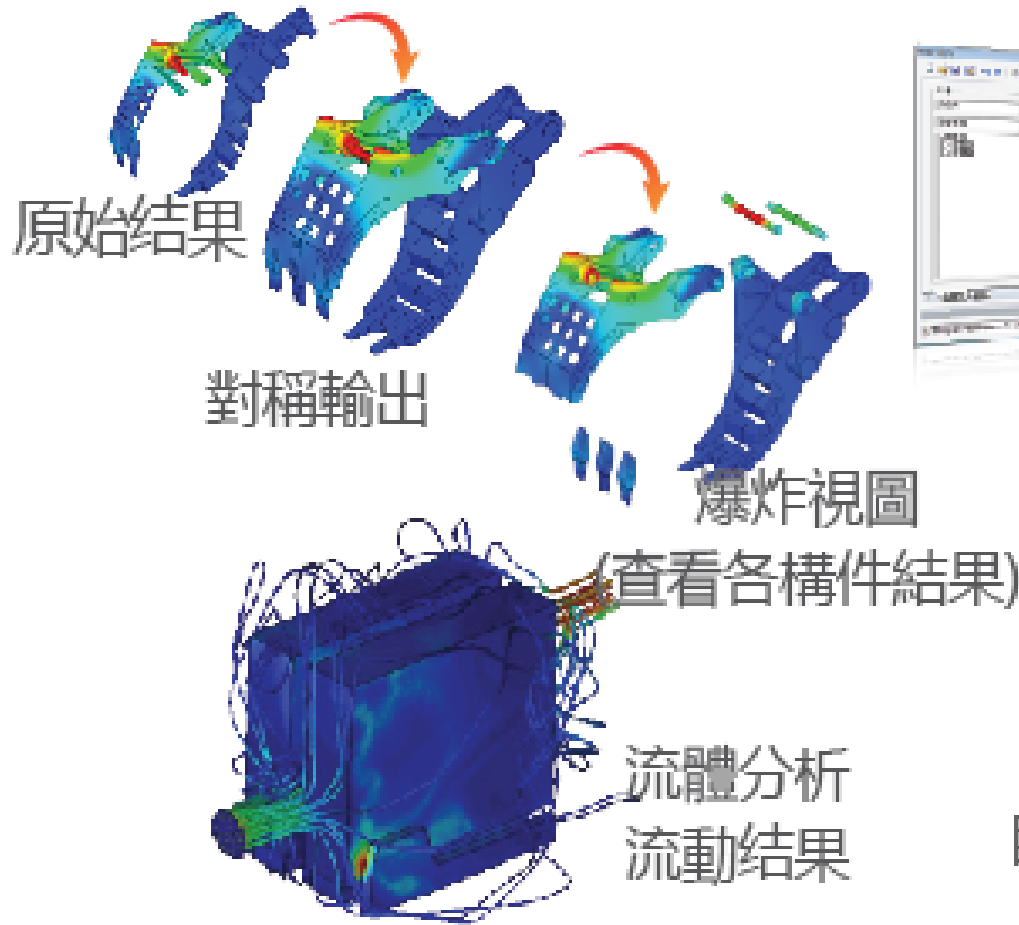 原始结果
對稱輸出
爆炸視圖
(查看各構件結果)
流體分析
流動结果